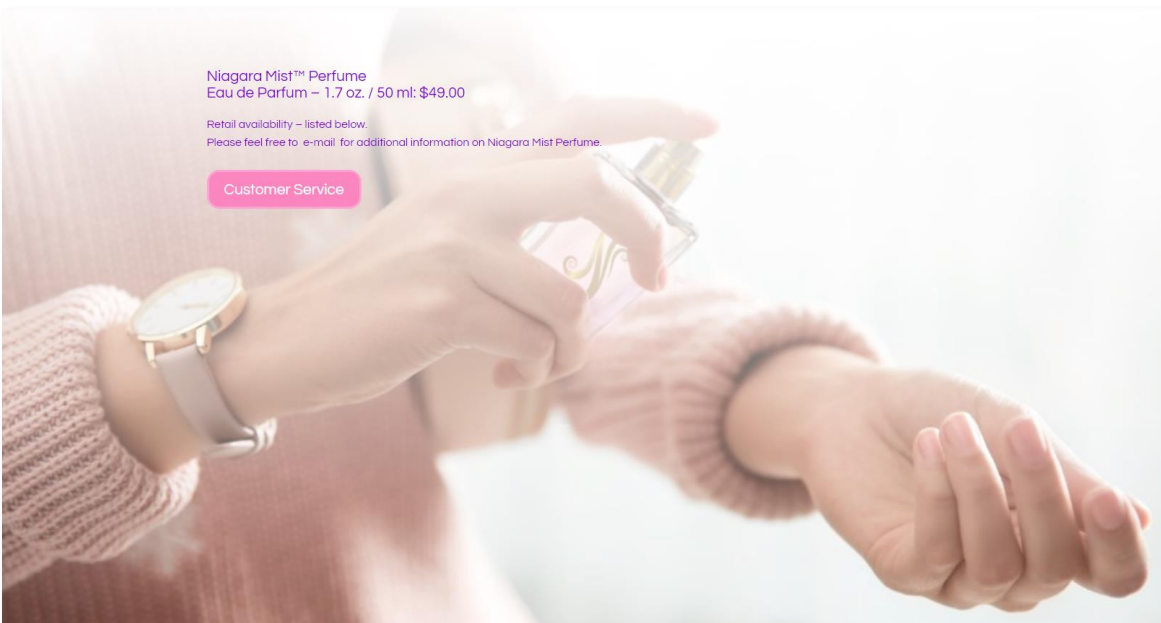 Niagara Mist™ Perfume
Eau de Parfum – 1.7 oz. / 50 ml: $49.00
Retail availability – listed below.
Please feel free to  e-mail  for additional information on Niagara Mist Perfume.
Customer Service